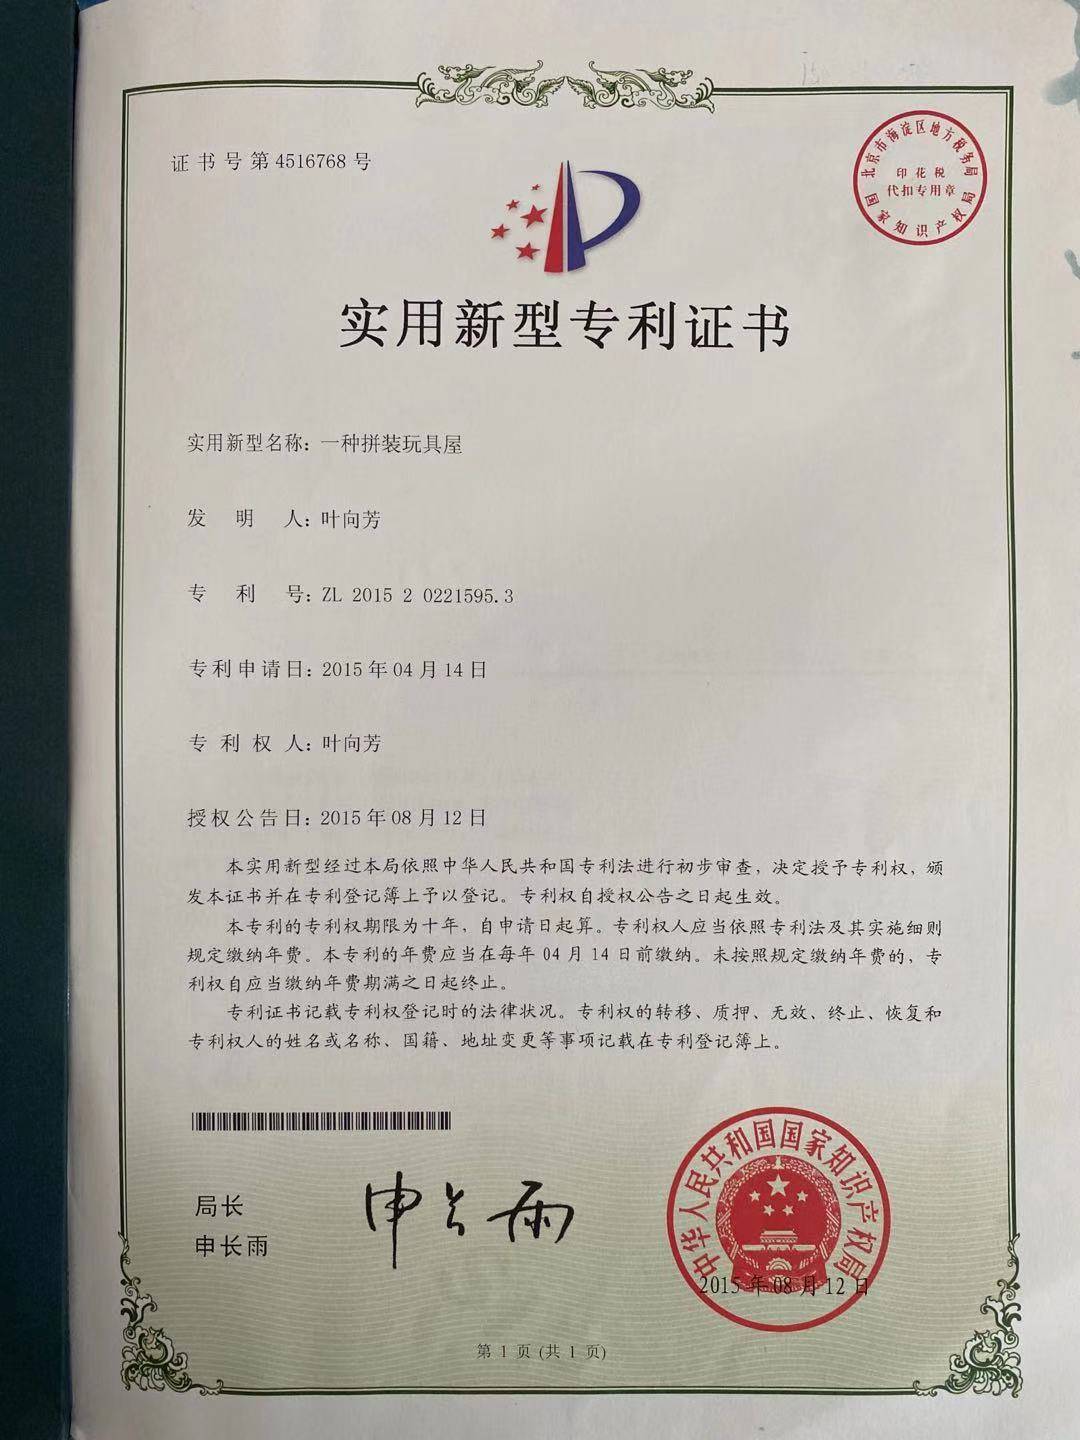 证书号第4516768号
北京市海淀区地方税务局
印花税
代扣专用章
国家知识产权局
实用新型专利证书
实用新型名称：一种拼装玩具屋
发明人：叶向芳
专利号：ZL 2015 2 0221595.3
专利申请日：2015年04月14日
专利权人：叶向芳
授权公告日：2015年08月12日
本实用新型经过本局依照中华人民共和国专利法进行初步审查，决定授予专利权，颁
发本证书并在专利登记簿上予以登记。专利权自授权公告之日起生效。
本专利的专利权期限为十年，自申请日起算。专利权人应当依照专利法及其实施细则
规定缴纳年费。本专利的年费应当在每年04月14日前缴纳。未按照规定缴纳年费的，专
利权自应当缴纳年费期满之日起终止。
专利证书记载专利权登记时的法律状况。专利权的转移、质押、无效、终止、恢复和
专利权人的姓名或名称、国籍、地址变更等事项记载在专利登记簿上。
局长
申长雨
申长雨
中华人民共和国国家知识产权局
2015年08月12日
第1页(共1页)